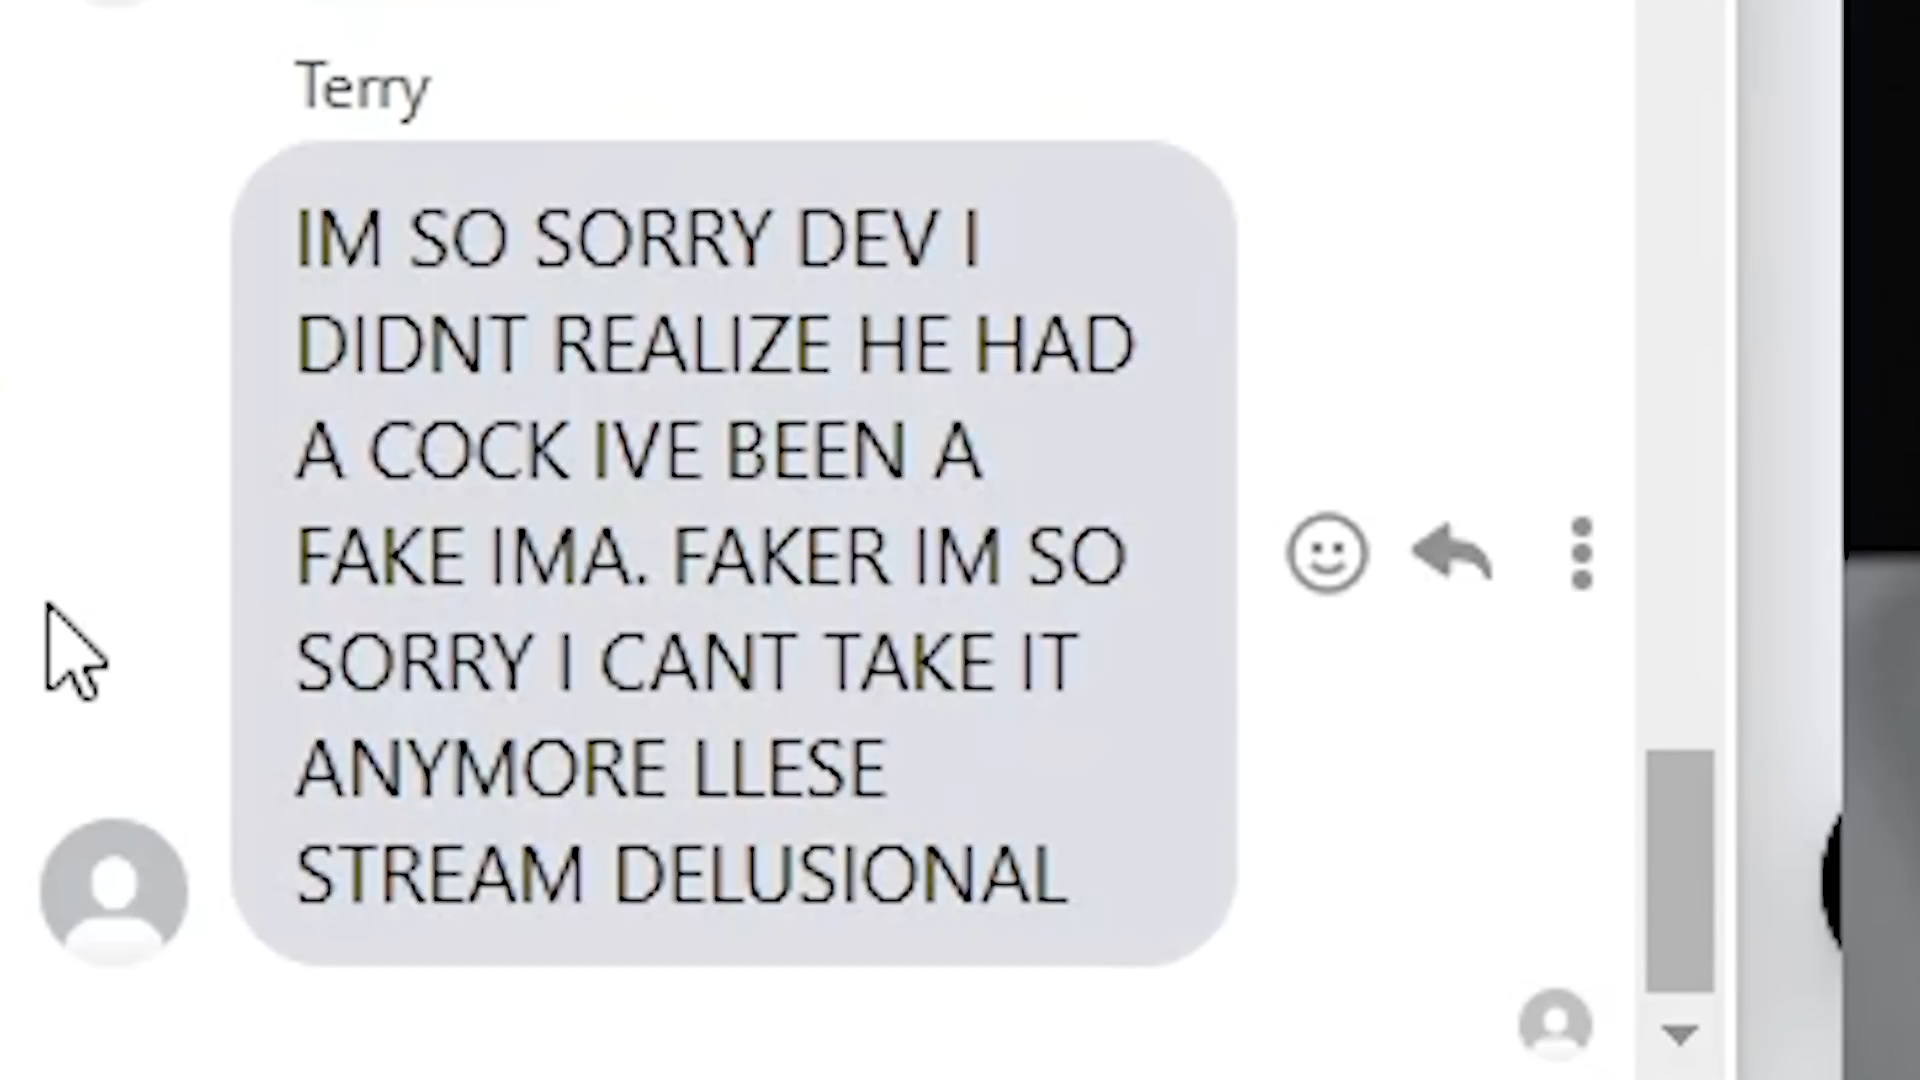 Terry
IM SO SORRY DEV I
DIDNT REALIZE HE HAD
A COCK IVE BEEN A
FAKE IMA. FAKER IM SO
SORRY I CANT TAKE IT
ANYMORE LLESE
STREAM DELUSIONAL